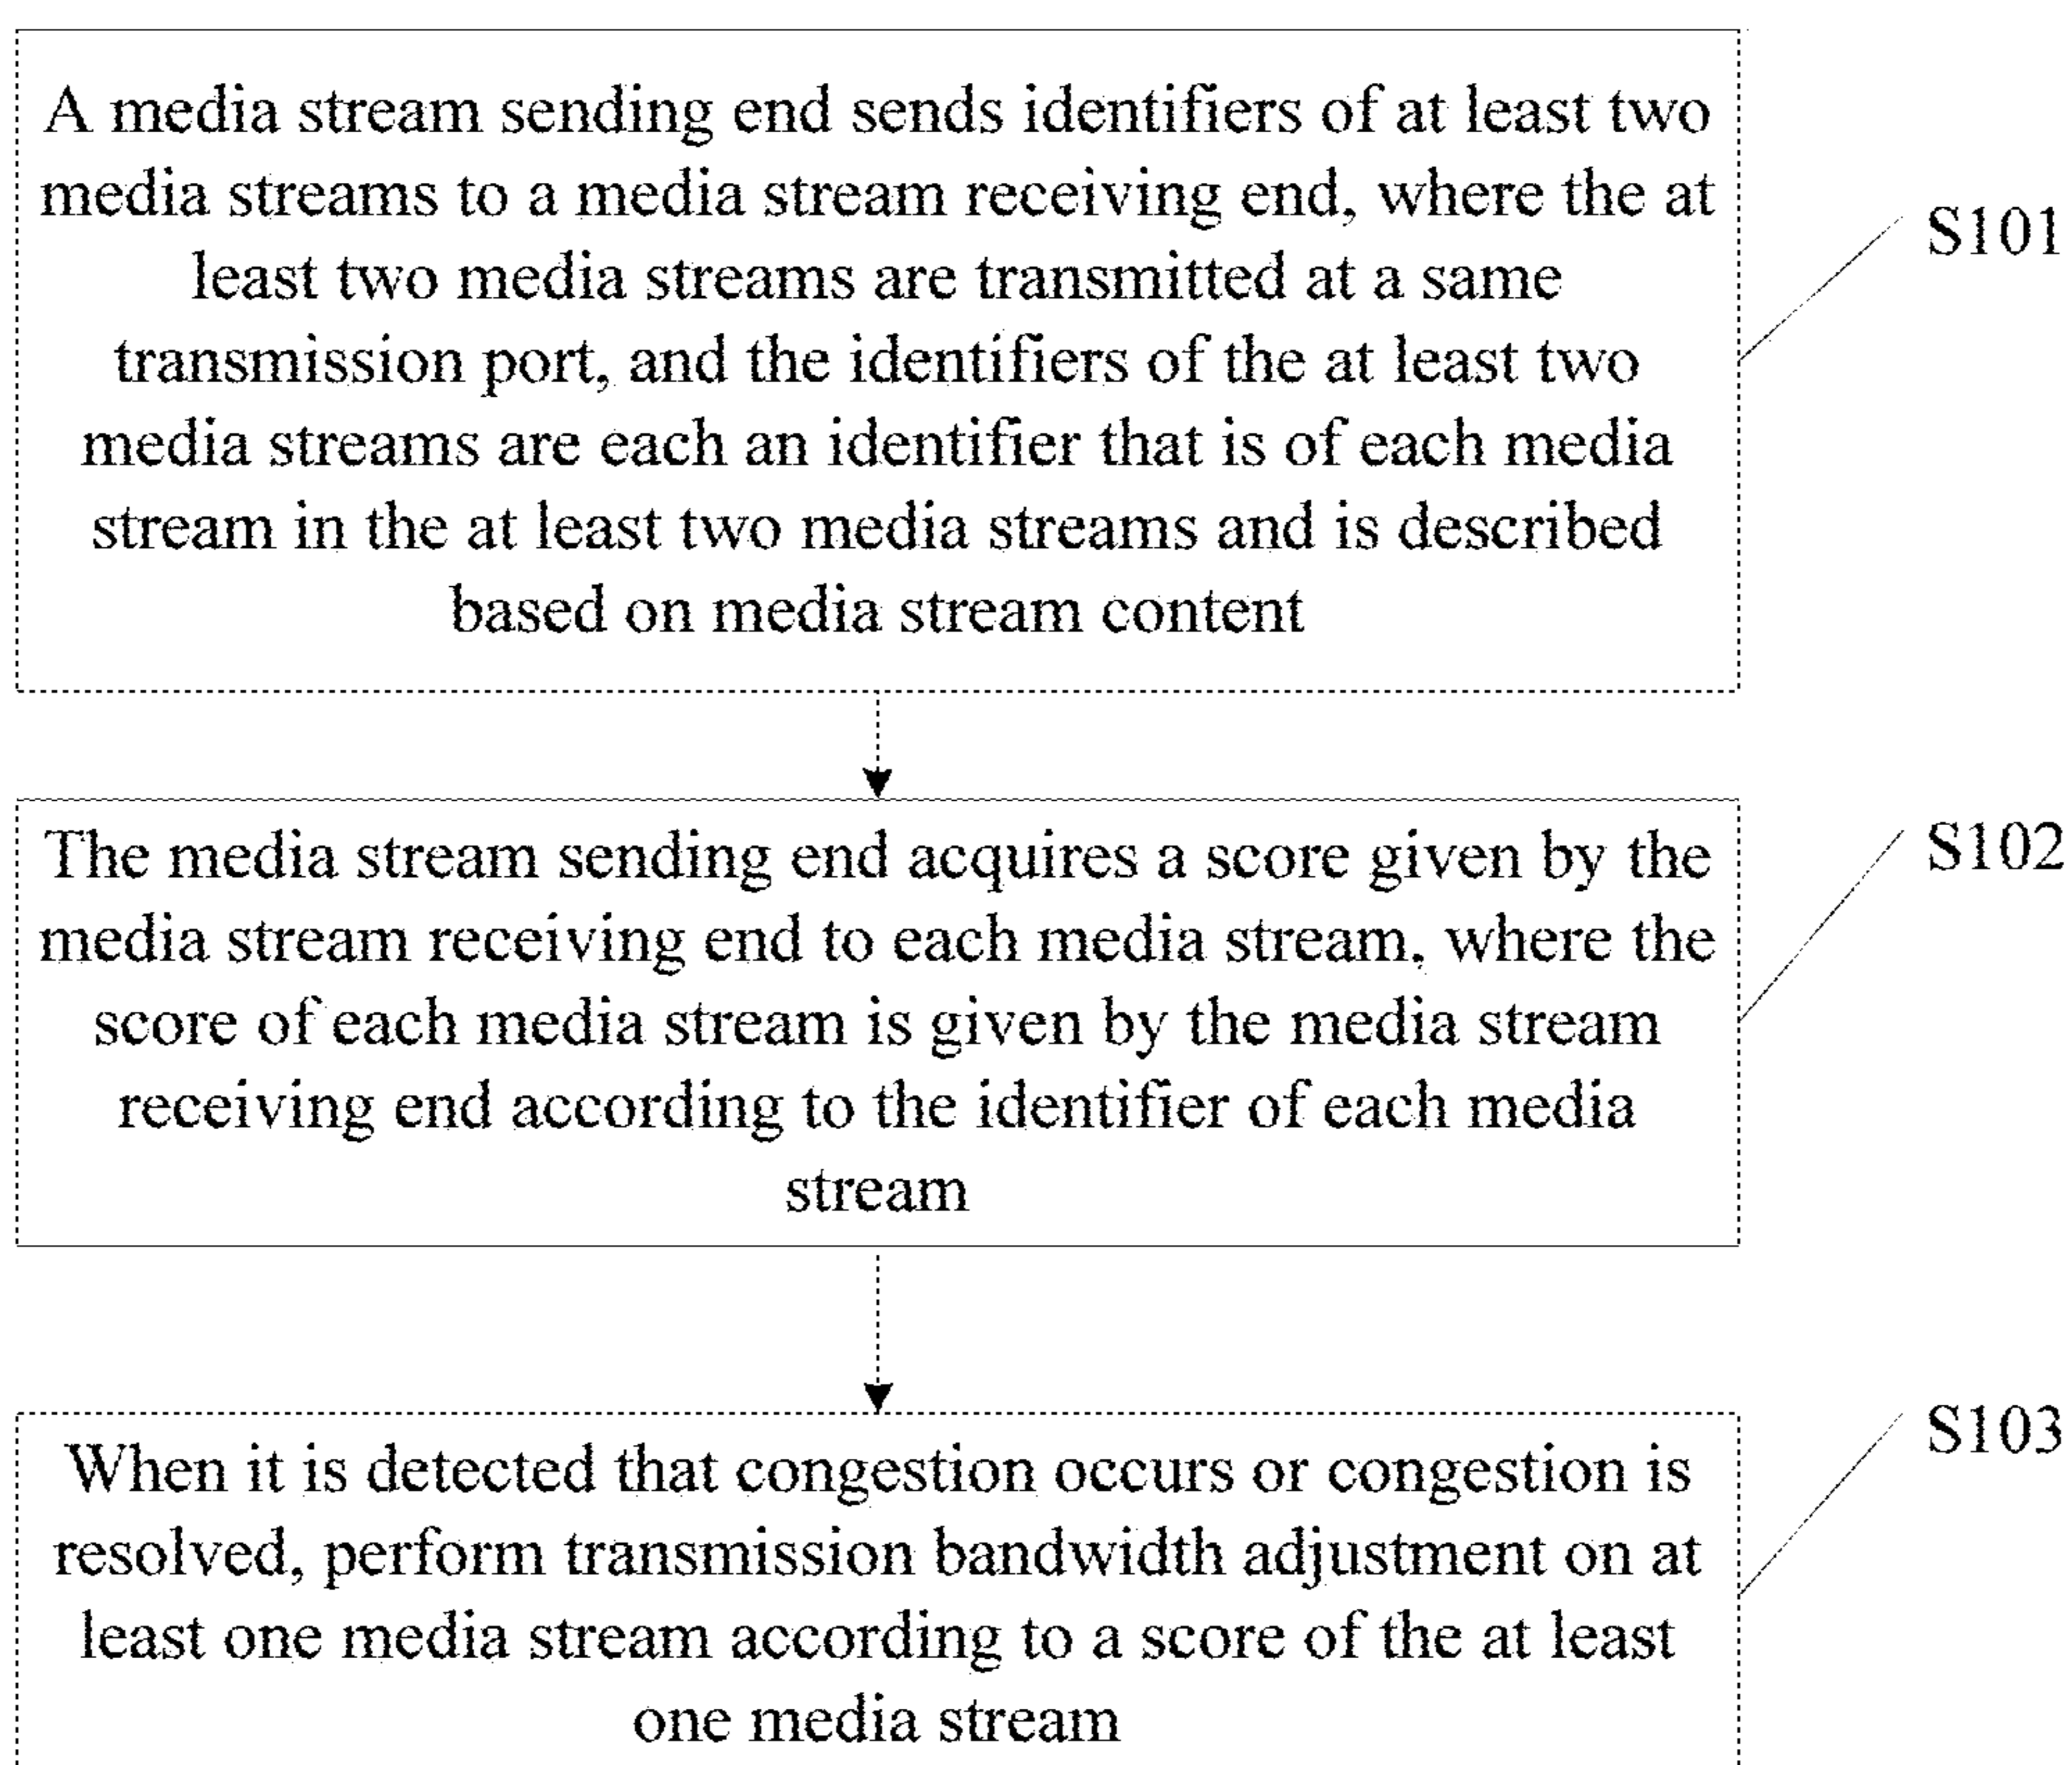 A media stream sending end sends identifiers of at least two
media streams to a media stream receiving end, where the at
least two media streams are transmitted at a same
transmission port, and the identifiers of the at least two
media streams are each an identifier that is of each media
stream in the at least two media streams and is described
based on media stream content
S101
The media stream sending end acquires a score given by the
media stream receiving end to each media stream, where the
score of each media stream is given by the media stream
receiving end according to the identifier of each media
stream
S102
When it is detected that congestion occurs or congestion is
resolved, perform transmission bandwidth adjustment on at
least one media stream according to a score of the at least
one media stream
S103